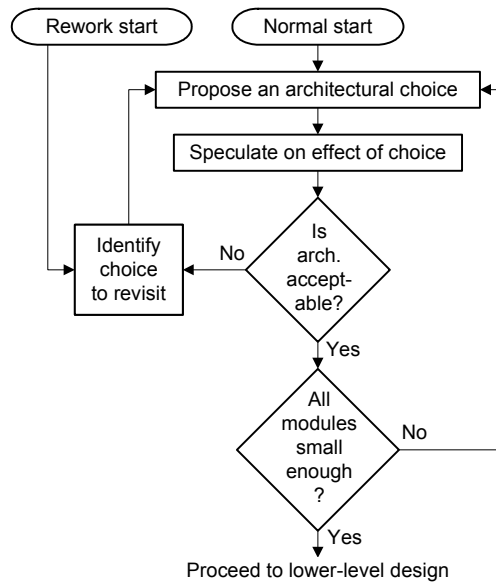 Rework start
Normal start
Propose an architectural choice
Speculate on effect of choice
Identify
choice
to revisit
No
Is
arch.
accept-
able?
Yes
All
modules
small
enough
?
No
Yes
Proceed to lower-level design